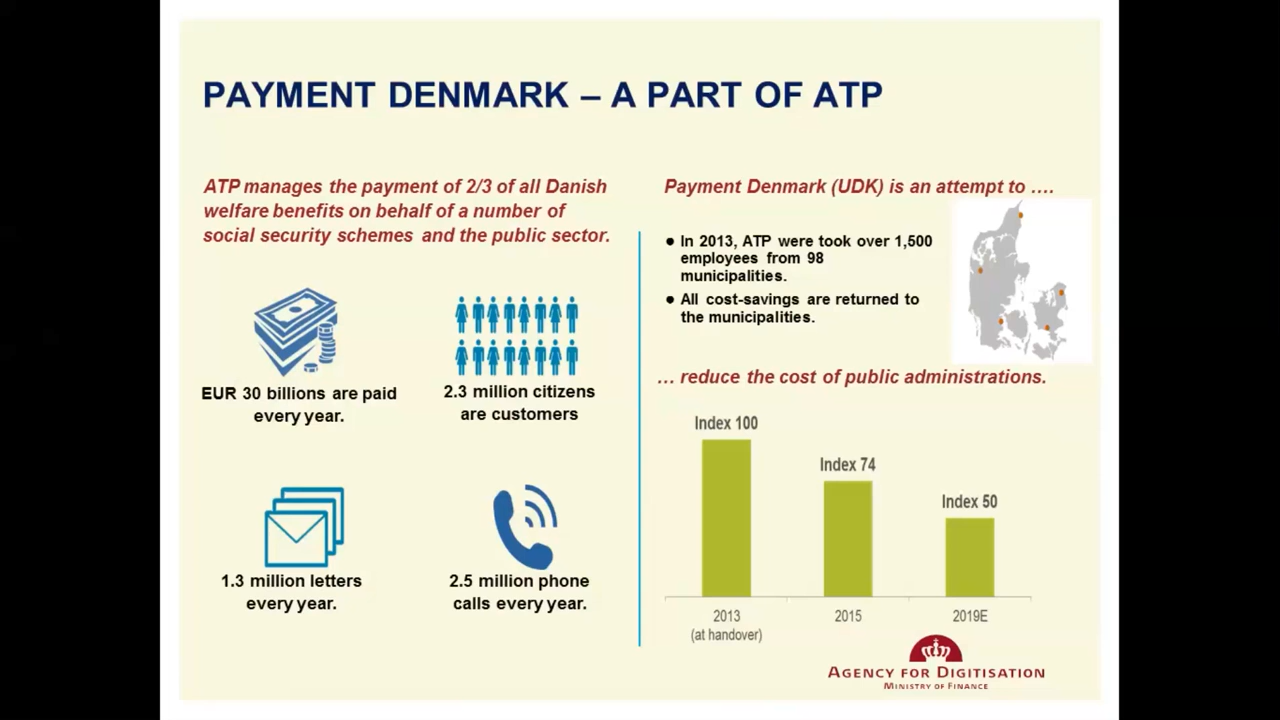 PAYMENT DENMARK – A PART OF ATP
ATP manages the payment of 2/3 of all Danish
welfare benefits on behalf of a number of
social security schemes and the public sector.
EUR 30 billions are paid
every year.
2.3 million citizens
are customers
1.3 million letters
every year.
2.5 million phone
calls every year.
Payment Denmark (UDK) is an attempt to ….
● In 2013, ATP were took over 1,500
employees from 98
municipalities.
● All cost-savings are returned to
the municipalities.
… reduce the cost of public administrations.
Index 100
Index 74
Index 50
2013
(at handover)
2015
2019E
AGENCY FOR DIGITISATION
MINISTRY OF FINANCE